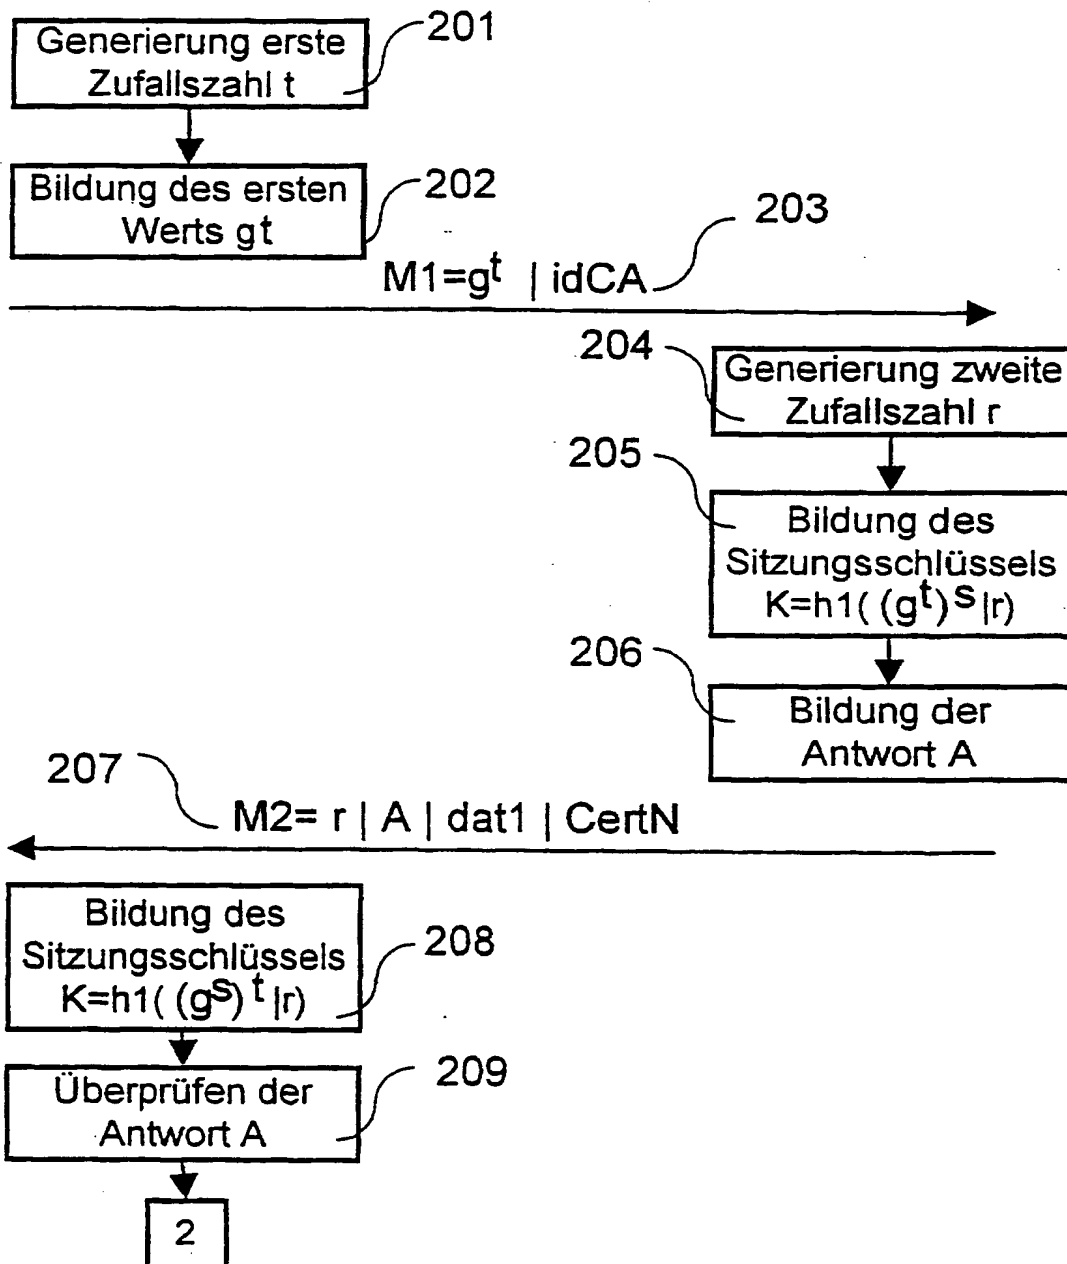 201
Generierung erste
Zufallszahl t
202
Bildung des ersten
Werts gt
203
M1=g^t | idCA
204
Generierung zweite
Zufallszahl r
205
Bildung des
Sitzungsschlüssels
K=h1( (g^t)^s |r)
206
Bildung der
Antwort A
207
M2= r | A | dat1 | CertN
Bildung des
Sitzungsschlüssels
K=h1( (g^s)^t |r)
208
Überprüfen der
Antwort A
209
2